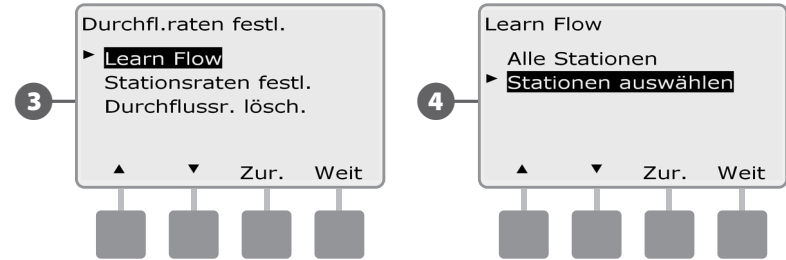 Durchfl.raten festl.
► Learn Flow
Stationsraten festl.
Durchflussr. lösch.
▲ ▼ Zur. Weit
3
Learn Flow
Alle Stationen
► Stationen auswählen
▲ ▼ Zur. Weit
4